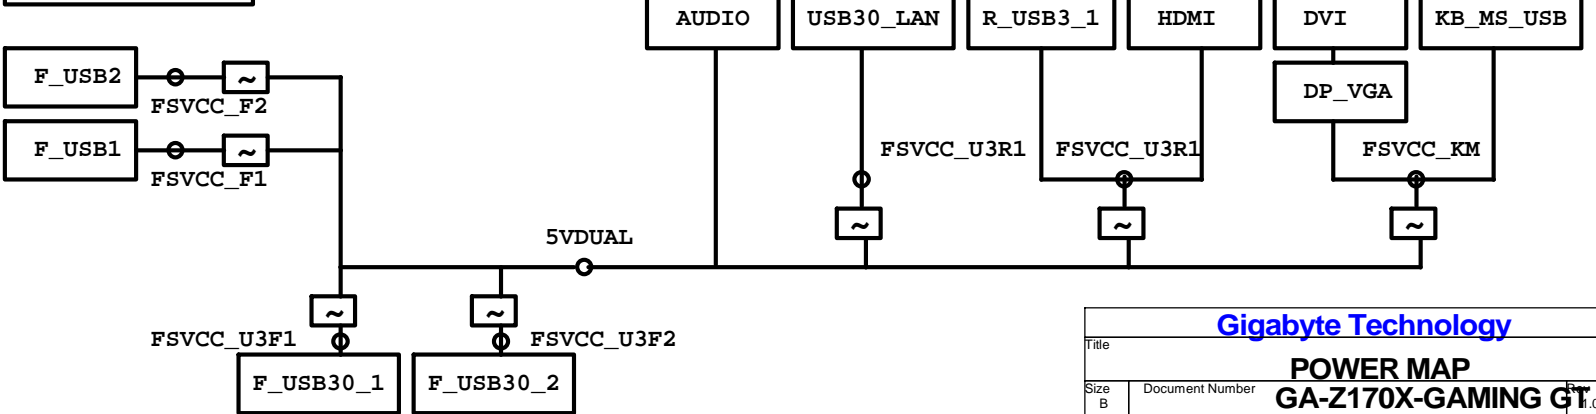 AUDIO USB30_LAN R_USB3_1 HDMI DVI KB_MS_USB
F_USB2 ~
FSVCC_F2
DP_VGA
F_USB1 ~
FSVCC_F1
FSVCC_U3R1 FSVCC_U3R1 FSVCC_KM
~ ~ ~
5VDUAL
~ ~
FSVCC_U3F1 FSVCC_U3F2
F_USB30_1 F_USB30_2
Gigabyte Technology
Title
POWER MAP
Size Document Number
B GA-Z170X-GAMING GT